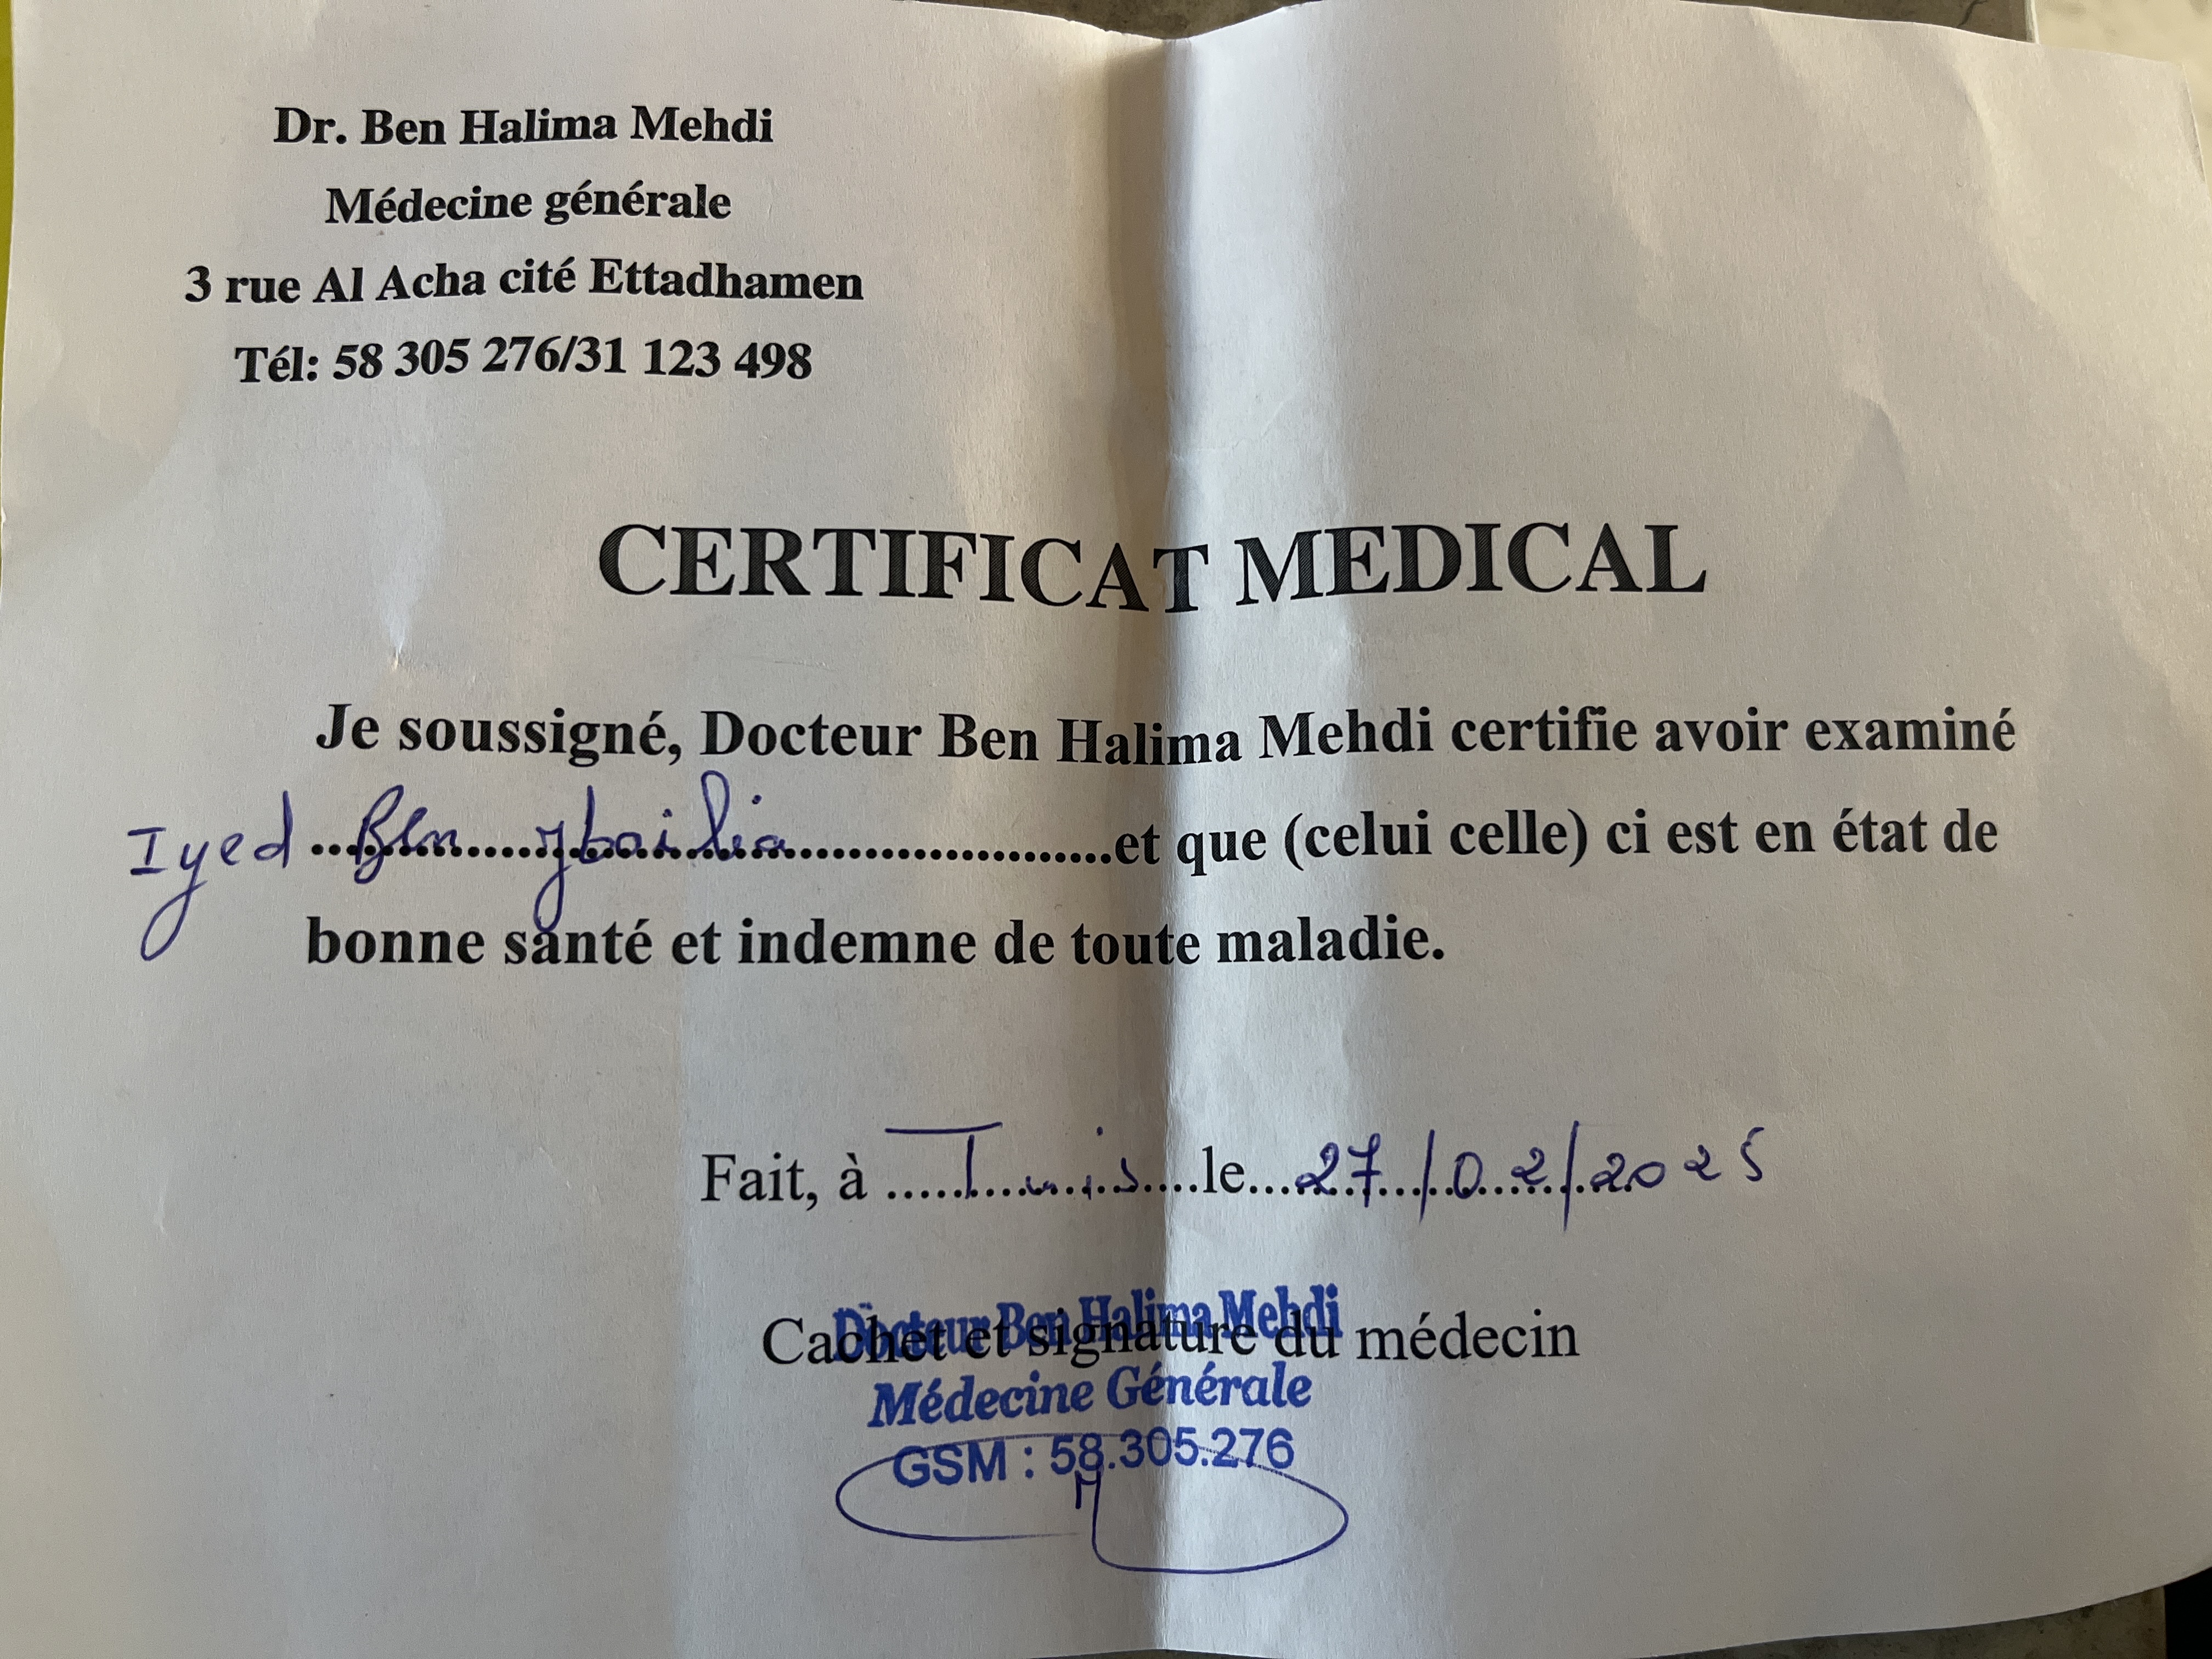 Dr. Ben Halima Mehdi
Médecine générale
3 rue Al Acha cité Ettadhamen
Tél: 58 305 276/31 123 498
CERTIFICAT MEDICAL
Je soussigné, Docteur Ben Halima Mehdi certifie avoir examiné
Iyed Ben et que (celui celle) ci est en état de
bonne santé et indemne de toute maladie.
Fait, à Tunis le 27/02/2025
Cachet et signature du médecin
Docteur Ben Halima Mehdi
Médecine Générale
GSM : 58.305.276